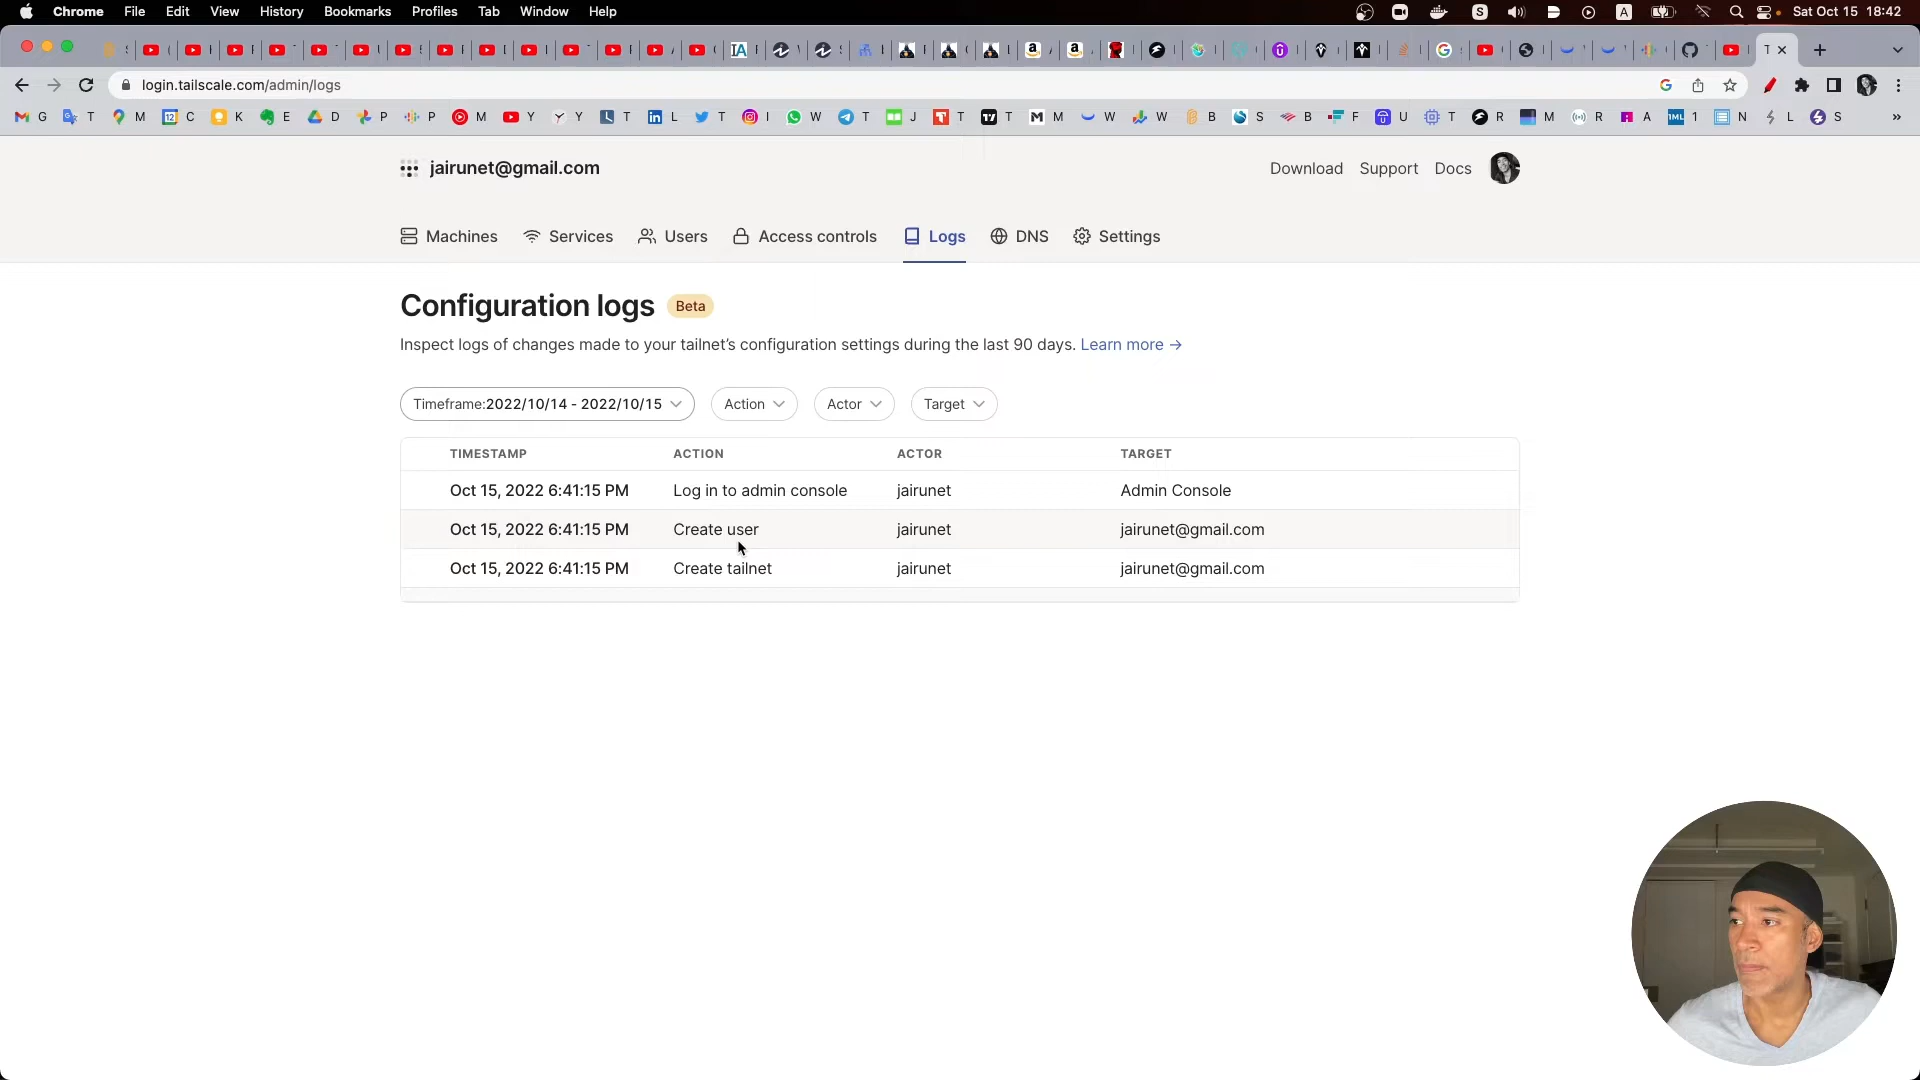 Chrome File Edit View History Bookmarks Profiles Tab Window Help S A Sat Oct 15 18:42
login.tailscale.com/admin/logs
G T M C K E D P P M Y Y T L T I W T J T T M W W B S B F U T R M R A 1 N L S »
jairunet@gmail.com Download Support Docs
Machines Services Users Access controls Logs DNS Settings
Configuration logs Beta
Inspect logs of changes made to your tailnet's configuration settings during the last 90 days. Learn more →
Timeframe:2022/10/14 - 2022/10/15 Action Actor Target
TIMESTAMP ACTION ACTOR TARGET
Oct 15, 2022 6:41:15 PM Log in to admin console jairunet Admin Console
Oct 15, 2022 6:41:15 PM Create user jairunet jairunet@gmail.com
Oct 15, 2022 6:41:15 PM Create tailnet jairunet jairunet@gmail.com